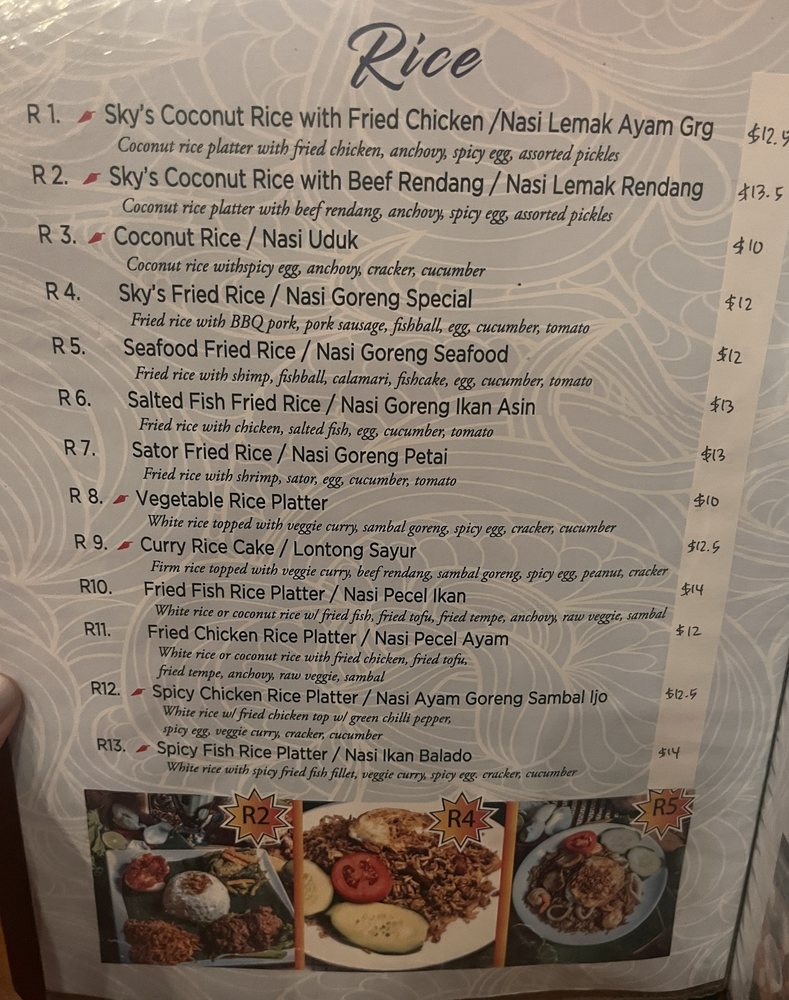 Rice
R 1. Sky's Coconut Rice with Fried Chicken /Nasi Lemak Ayam Grg $12.5
Coconut rice platter with fried chicken, anchovy, spicy egg, assorted pickles
R 2. Sky's Coconut Rice with Beef Rendang / Nasi Lemak Rendang $13.5
Coconut rice platter with beef rendang, anchovy, spicy egg, assorted pickles
R 3. Coconut Rice / Nasi Uduk $10
Coconut rice withspicy egg, anchovy, cracker, cucumber
R 4. Sky's Fried Rice / Nasi Goreng Special $12
Fried rice with BBQ pork, pork sausage, fishball, egg, cucumber, tomato
R 5. Seafood Fried Rice / Nasi Goreng Seafood $12
Fried rice with shimp, fishball, calamari, fishcake, egg, cucumber, tomato
R 6. Salted Fish Fried Rice / Nasi Goreng Ikan Asin $13
Fried rice with chicken, salted fish, egg, cucumber, tomato
R 7. Sator Fried Rice / Nasi Goreng Petai $13
Fried rice with shrimp, sator, egg, cucumber, tomato
R 8. Vegetable Rice Platter $10
White rice topped with veggie curry, sambal goreng, spicy egg, cracker, cucumber
R 9. Curry Rice Cake / Lontong Sayur $12.5
Firm rice topped with veggie curry, beef rendang, sambal goreng, spicy egg, peanut, cracker
R10. Fried Fish Rice Platter / Nasi Pecel Ikan $14
White rice or coconut rice w/ fried fish, fried tofu, fried tempe, anchovy, raw veggie, sambal
R11. Fried Chicken Rice Platter / Nasi Pecel Ayam $12
White rice or coconut rice with fried chicken, fried tofu,
fried tempe, anchovy, raw veggie, sambal
R12. Spicy Chicken Rice Platter / Nasi Ayam Goreng Sambal Ijo $12.5
White rice w/ fried chicken top w/ green chilli pepper,
spicy egg, veggie curry, cracker, cucumber
R13. Spicy Fish Rice Platter / Nasi Ikan Balado $14
White rice with spicy fried fish fillet, veggie curry, spicy egg. cracker, cucumber
R2 R4 R5